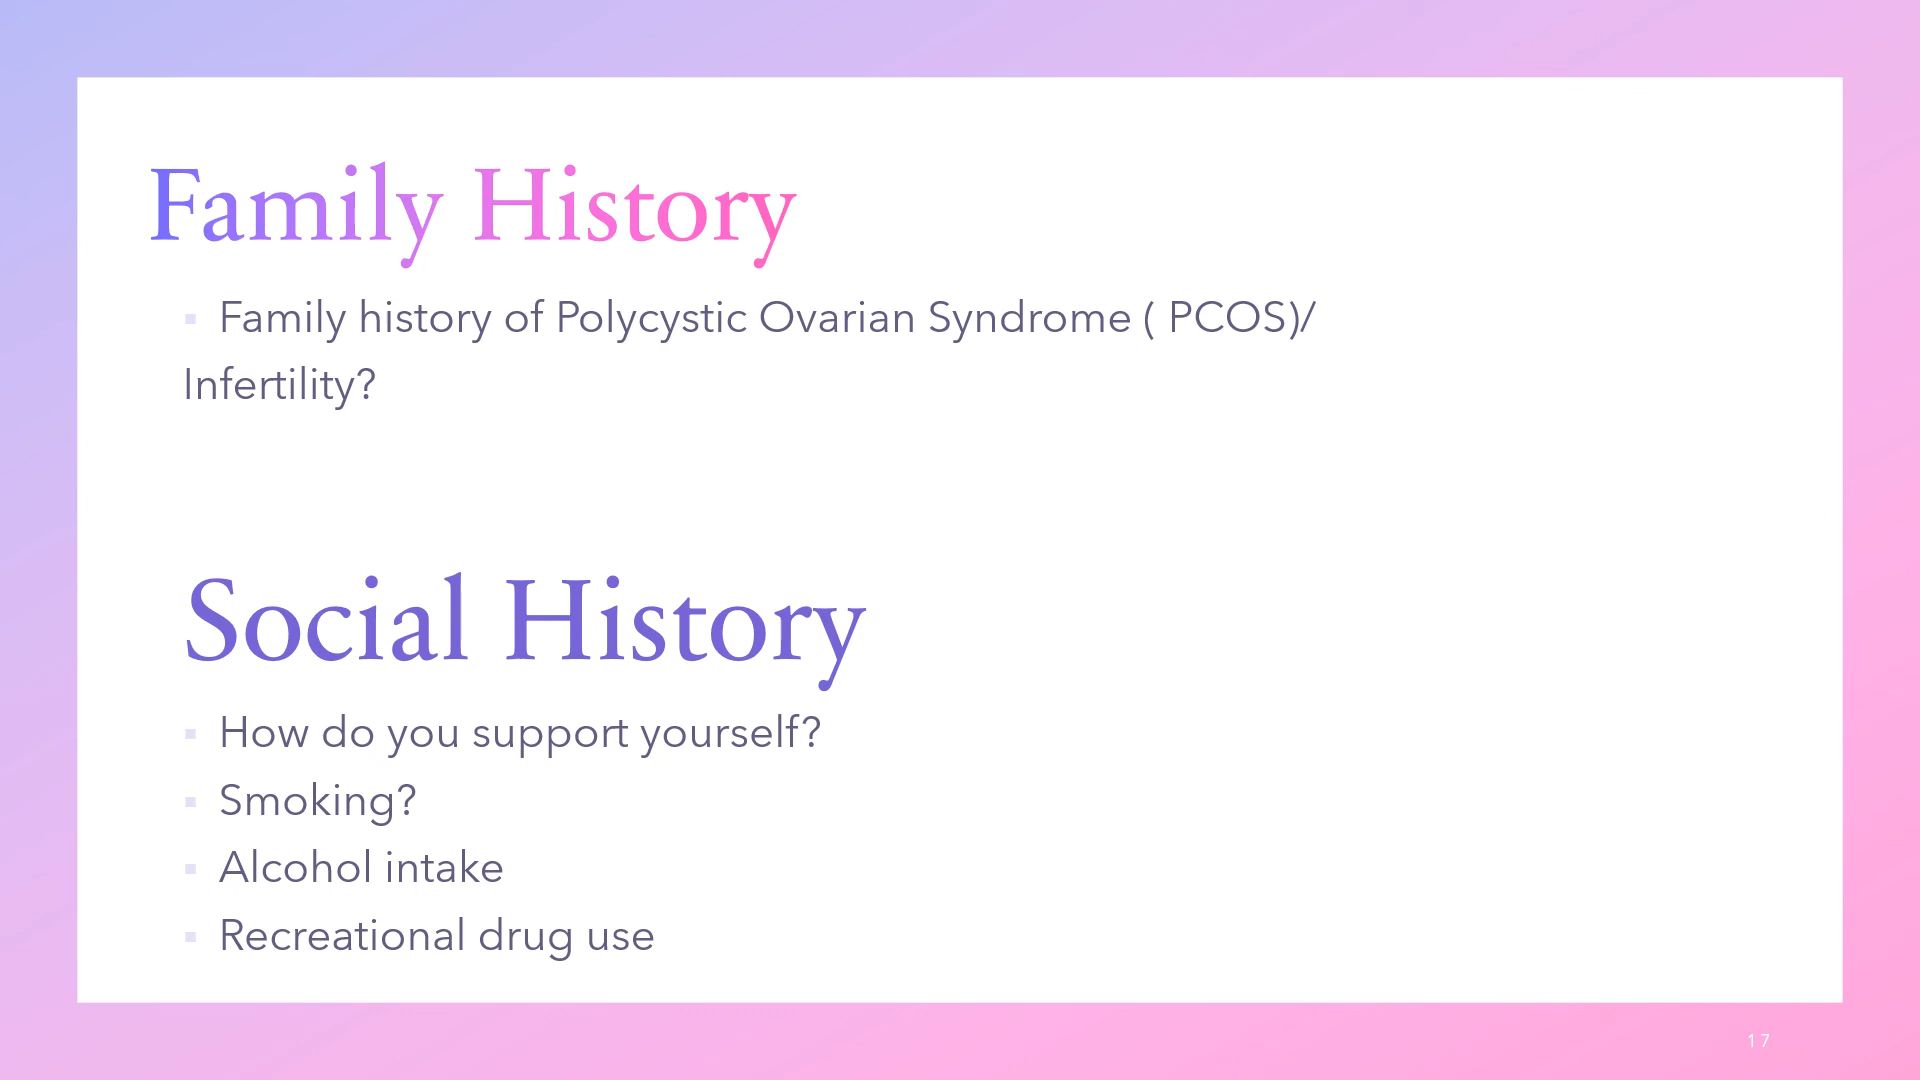 Family History
▪ Family history of Polycystic Ovarian Syndrome ( PCOS)/
Infertility?
Social History
▪ How do you support yourself?
▪ Smoking?
▪ Alcohol intake
▪ Recreational drug use
17